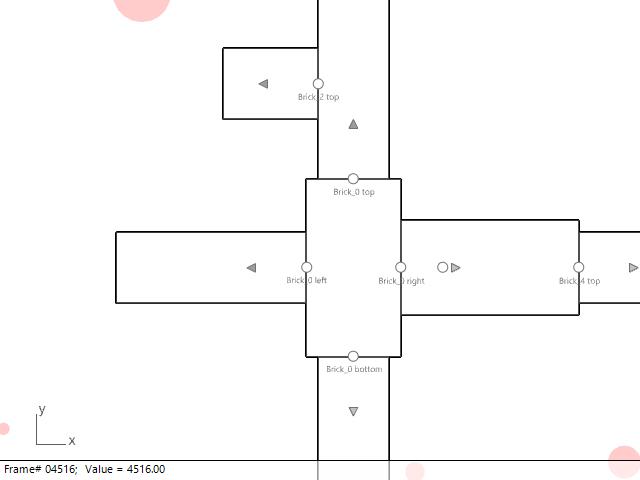 Brick_2 top
Brick_0 top
Brick_0 left
Brick_0 right
Brick_4 top
Brick_0 bottom
y
x
Frame# 04516;  Value = 4516.00